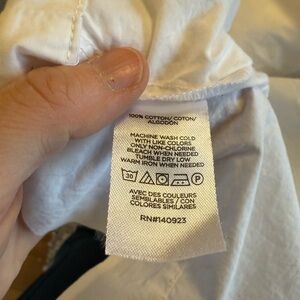 100% COTTON/ COTON/
ALGODON
MACHINE WASH COLD
WITH LIKE COLORS
ONLY NON-CHLORINE
BLEACH WHEN NEEDED
TUMBLE DRY LOW
WARM IRON WHEN NEEDED
30 P
AVEC DES COULEURS
SEMBLABLES / CON
COLORES SIMILARES
RN#140923